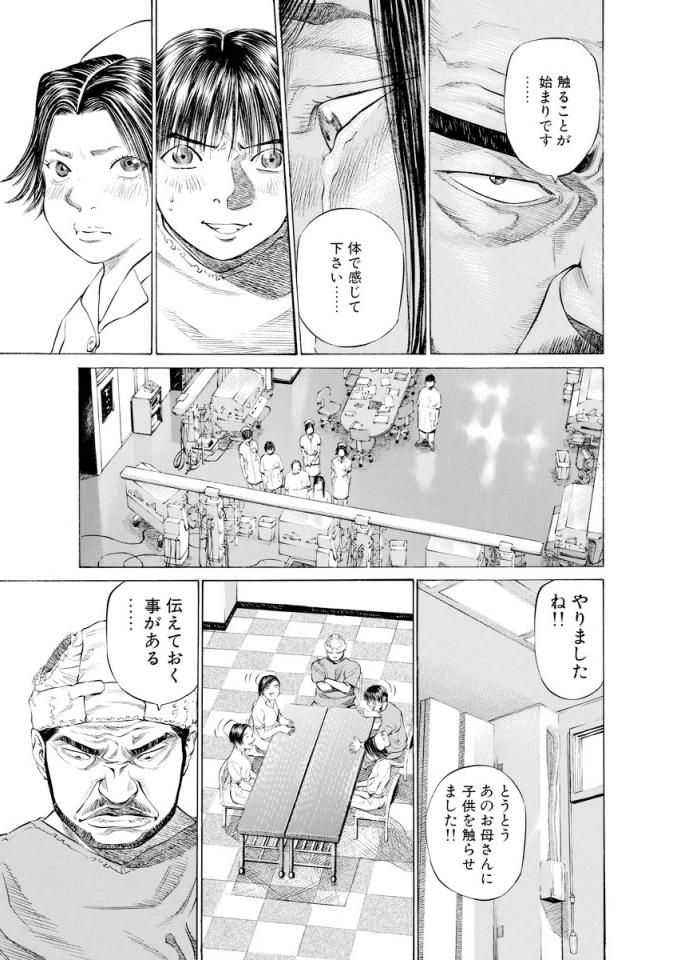 触ることが
始まりです
……
体で感じて
下さい……
やりました
ね!!
とうとう
あのお母さんに
子供を触らせ
ました!!
伝えておく
事がある
……